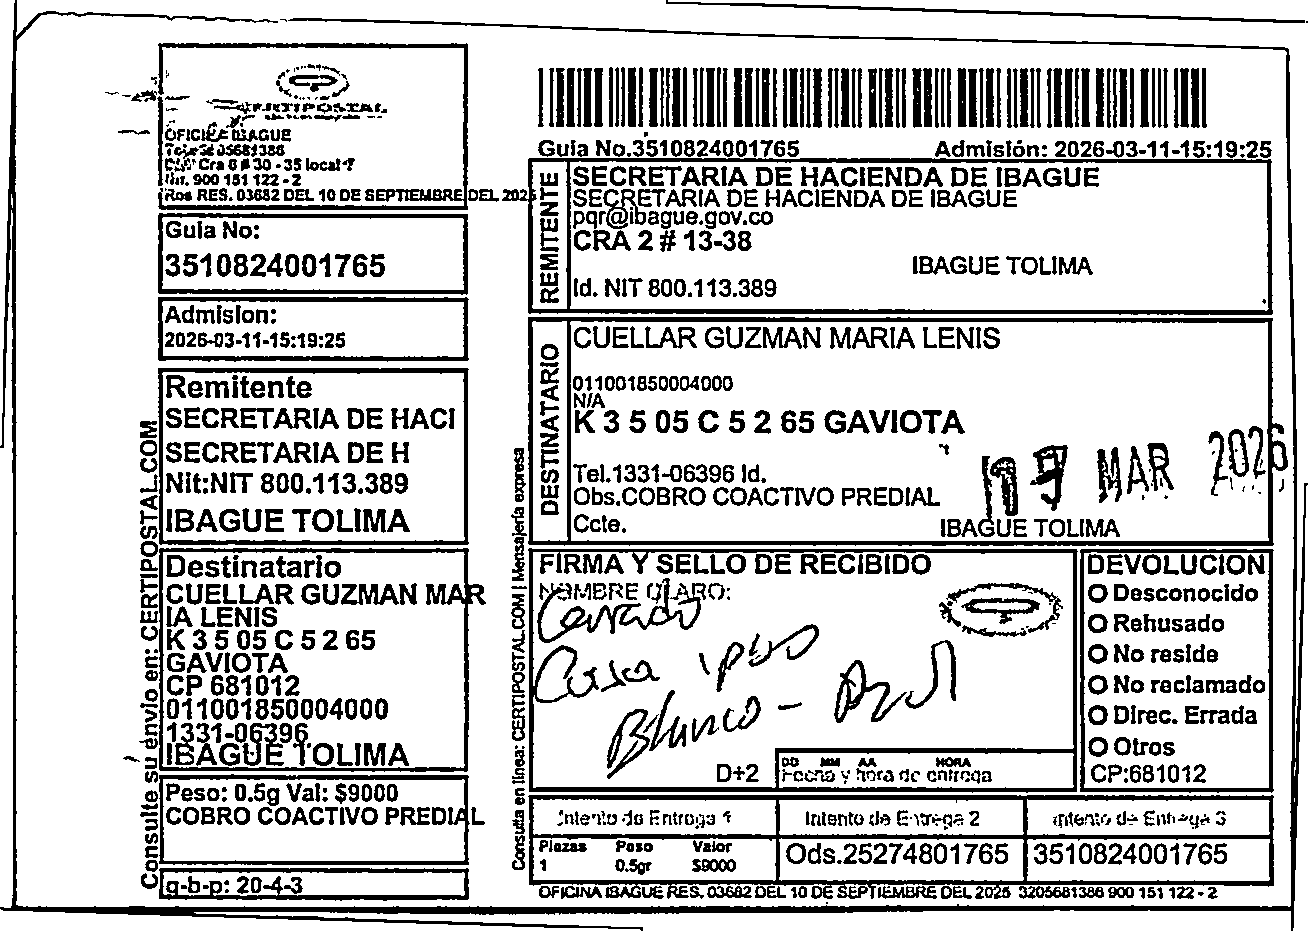 CERTIPOSTAL
OFICINA IBAGUE
Cra 6 # 30 - 35 local
Nit. 900 151 122 - 2
RES. 03682 DEL 10 DE SEPTIEMBRE DEL 2025
Guia No:
3510824001765
Admision:
2026-03-11-15:19:25
Remitente
SECRETARIA DE HACI
SECRETARIA DE H
Nit:NIT 800.113.389
IBAGUE TOLIMA
Destinatario
CUELLAR GUZMAN MAR
IA LENIS
K 3 5 05 C 5 2 65
GAVIOTA
CP 681012
011001850004000
1331-06396
IBAGUE TOLIMA
Peso: 0.5g Val: $9000
COBRO COACTIVO PREDIAL
g-b-p: 20-4-3
Consulte su envio en: CERTIPOSTAL.COM
Consulta en linea: CERTIPOSTAL.COM | Mensajeria expresa
Guia No.3510824001765
Admisión: 2026-03-11-15:19:25
REMITENTE
SECRETARIA DE HACIENDA DE IBAGUE
SECRETARIA DE HACIENDA DE IBAGUE
pqr@ibague.gov.co
CRA 2 # 13-38
IBAGUE TOLIMA
Id. NIT 800.113.389
DESTINATARIO
CUELLAR GUZMAN MARIA LENIS
011001850004000
N/A
K 3 5 05 C 5 2 65 GAVIOTA
Tel.1331-06396 Id.
Obs.COBRO COACTIVO PREDIAL
Ccte.
MAR 2026
IBAGUE TOLIMA
FIRMA Y SELLO DE RECIBIDO
NOMBRE CLARO:
Cerrado
Casa
Blanco - Azul
D+2
DD MM AA HORA
Fecha y hora de entrega
DEVOLUCION
Desconocido
Rehusado
No reside
No reclamado
Direc. Errada
Otros
CP:681012
Intento de Entrega 1
Intento de Entrega 2
Intento de Entrega 3
Piezas Peso Valor
1 0.5gr $9000
Ods.25274801765
3510824001765
OFICINA IBAGUE RES. 03682 DEL 10 DE SEPTIEMBRE DEL 2025 3205681386 900 151 122 - 2